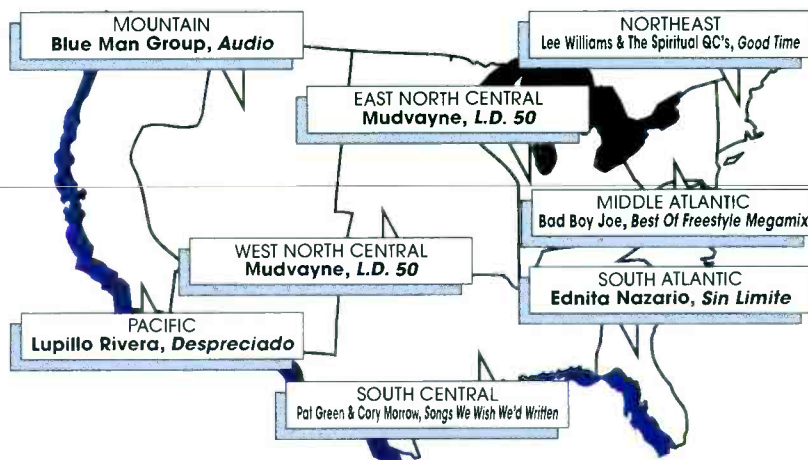 MOUNTAIN
Blue Man Group, Audio
NORTHEAST
Lee Williams & The Spiritual QC's, Good Time
EAST NORTH CENTRAL
Mudvayne, L.D. 50
MIDDLE ATLANTIC
Bad Boy Joe, Best Of Freestyle Megamix
WEST NORTH CENTRAL
Mudvayne, L.D. 50
SOUTH ATLANTIC
Ednita Nazario, Sin Limite
PACIFIC
Lupillo Rivera, Despreciado
SOUTH CENTRAL
Pat Green & Cory Morrow, Songs We Wish We'd Written